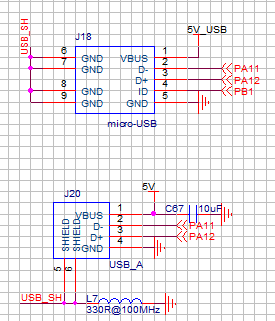 USB_SH
J18
5V_USB
6 GND VBUS 1
7 GND D- 2 PA11
D+ 3 PA12
8 GND ID 4 PB1
9 GND GND 5
micro-USB
J20
5V
VBUS 1 C67 10uF
D- 2 PA11
D+ 3 PA12
GND 4
SHIELD SHIELD
USB_A
5 6
USB_SH L7
330R@100MHz